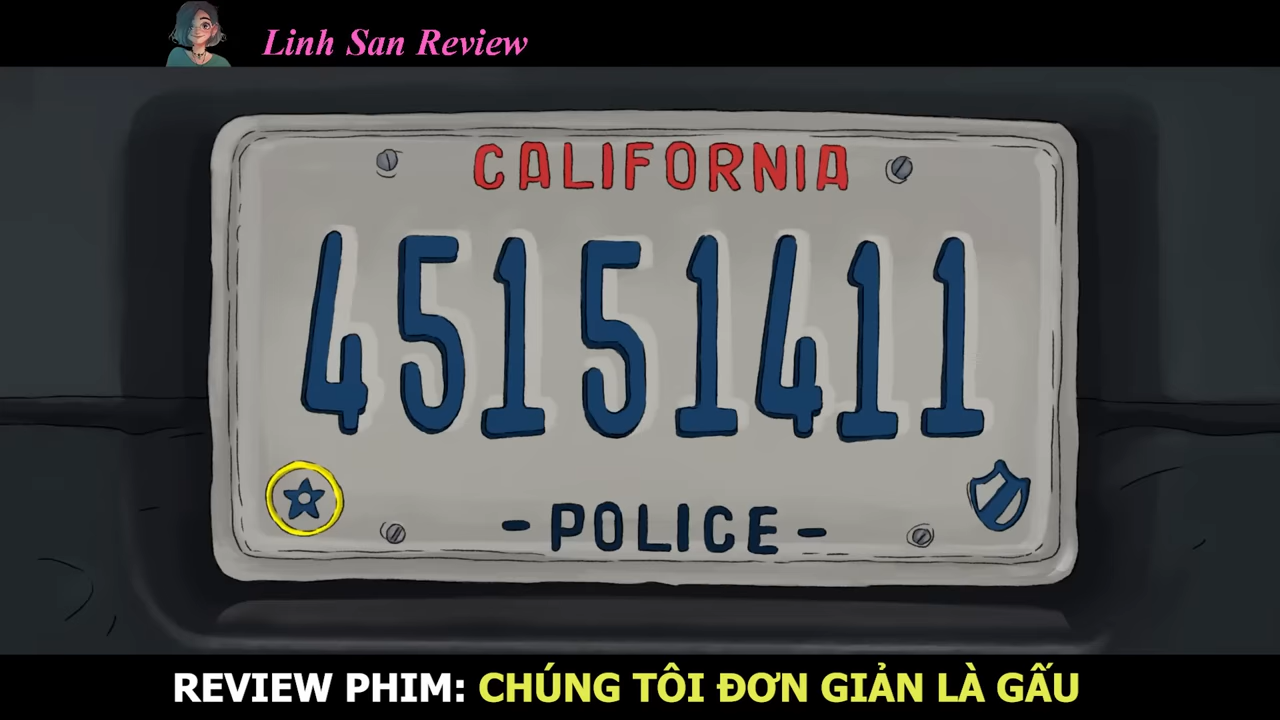 Linh San Review
CALIFORNIA
45151411
-POLICE-
REVIEW PHIM: CHÚNG TÔI ĐƠN GIẢN LÀ GẤU